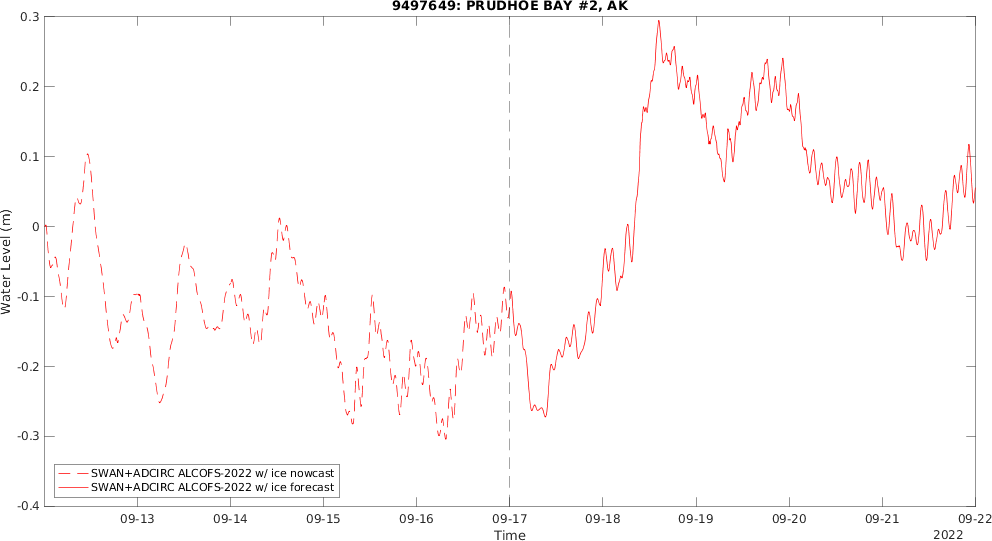 9497649: PRUDHOE BAY #2, AK
0.3
0.2
0.1
0
-0.1
-0.2
-0.3
-0.4
Water Level (m)
SWAN+ADCIRC ALCOFS-2022 w/ ice nowcast
SWAN+ADCIRC ALCOFS-2022 w/ ice forecast
09-13 09-14 09-15 09-16 09-17 09-18 09-19 09-20 09-21 09-22
Time
2022